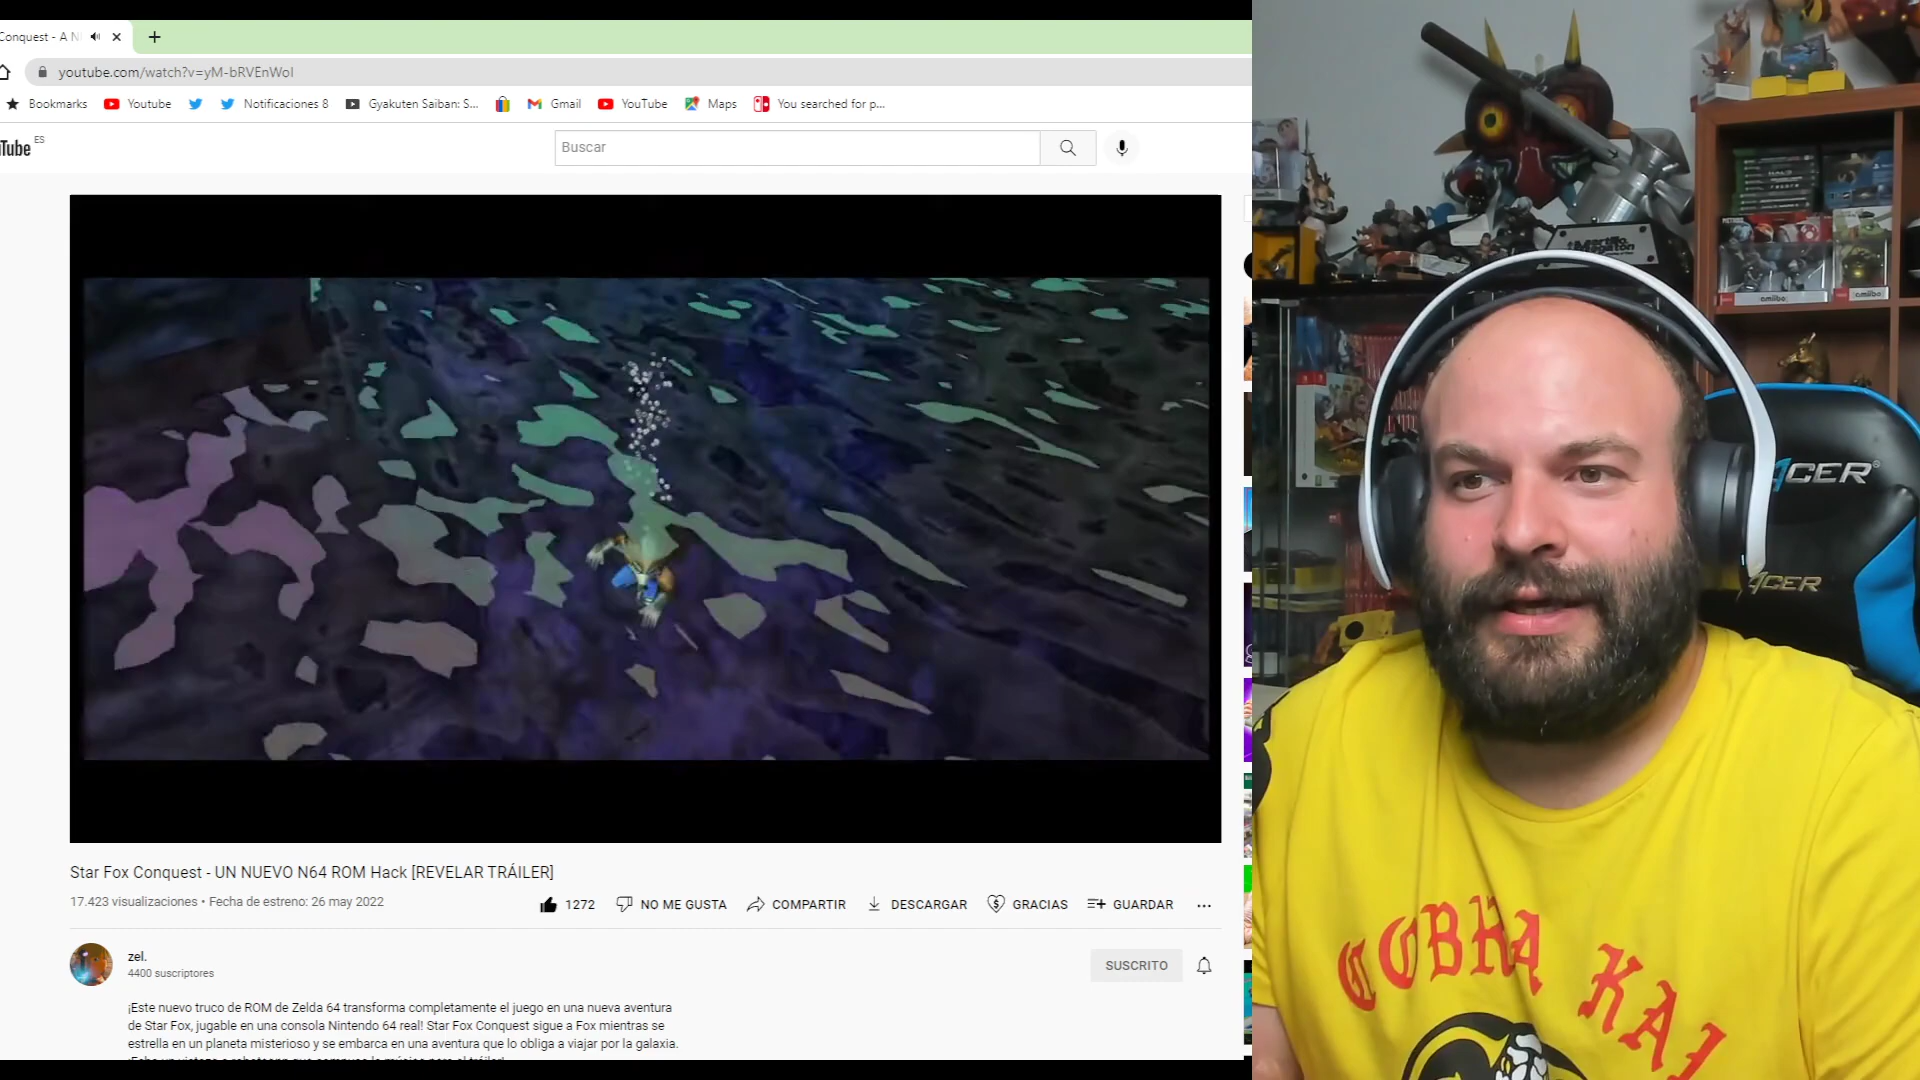 Conquest - A N
youtube.com/watch?v=yM-bRVEnWoI
Bookmarks Youtube Notificaciones 8 Gyakuten Saiban: S... Gmail YouTube Maps You searched for p...
Tube ES
Buscar
Star Fox Conquest - UN NUEVO N64 ROM Hack [REVELAR TRÁILER]
17.423 visualizaciones • Fecha de estreno: 26 may 2022
1272 NO ME GUSTA COMPARTIR DESCARGAR GRACIAS GUARDAR
zel.
4400 suscriptores
SUSCRITO
¡Este nuevo truco de ROM de Zelda 64 transforma completamente el juego en una nueva aventura
de Star Fox, jugable en una consola Nintendo 64 real! Star Fox Conquest sigue a Fox mientras se
estrella en un planeta misterioso y se embarca en una aventura que lo obliga a viajar por la galaxia.
Martillo
Megatón
amiibo
amiibo
ACER
ACER
COBRA KAI